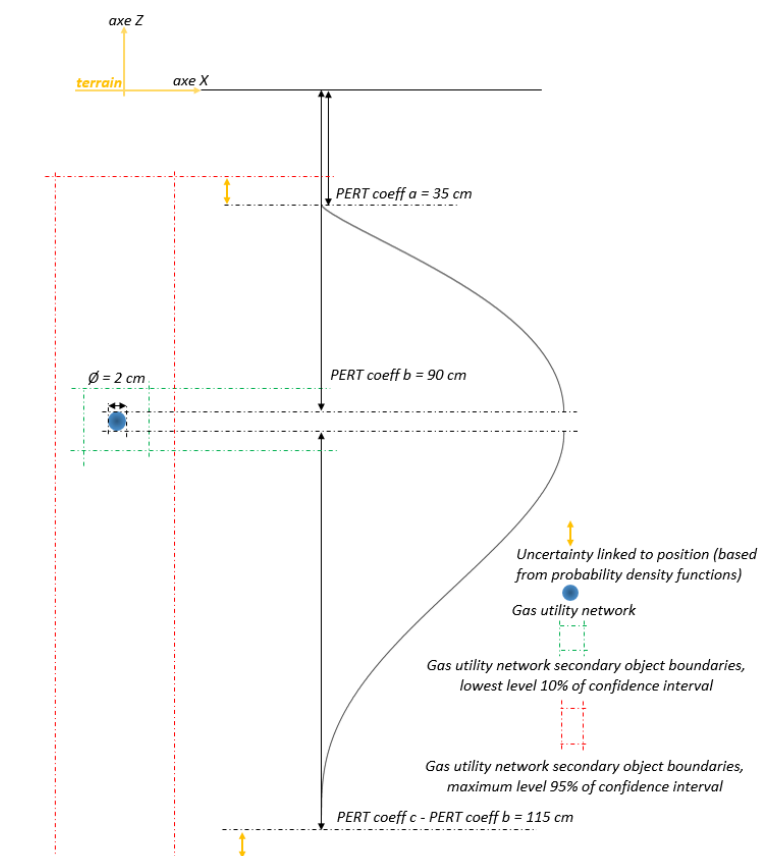 axe Z
terrain
axe X
PERT coeff a = 35 cm
PERT coeff b = 90 cm
Ø = 2 cm
Uncertainty linked to position (based
from probability density functions)
Gas utility network
Gas utility network secondary object boundaries,
lowest level 10% of confidence interval
Gas utility network secondary object boundaries,
maximum level 95% of confidence interval
PERT coeff c - PERT coeff b = 115 cm